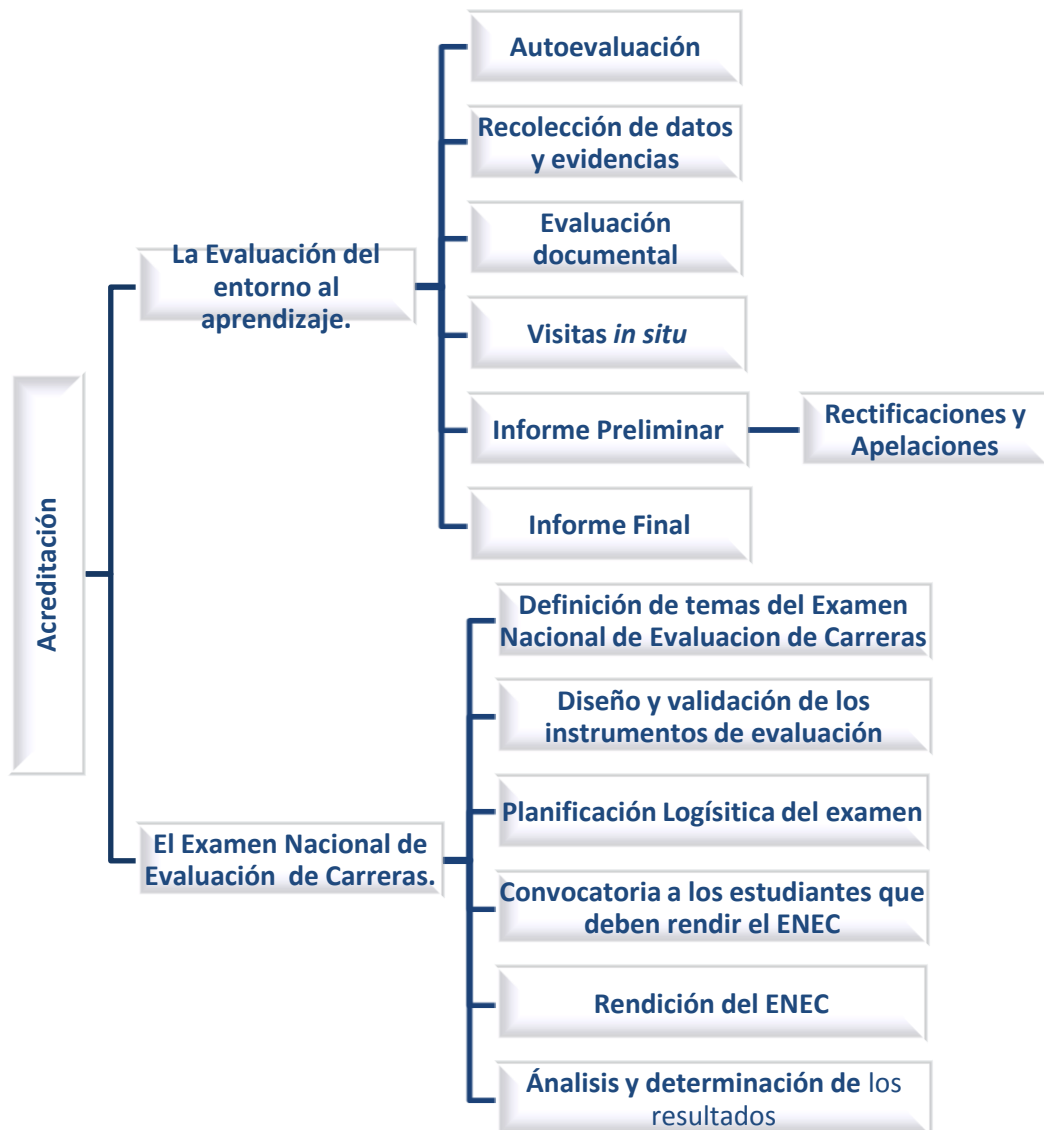 Acreditación
La Evaluación del
entorno al
aprendizaje.
Autoevaluación
Recolección de datos
y evidencias
Evaluación
documental
Visitas in situ
Informe Preliminar
Rectificaciones y
Apelaciones
Informe Final
El Examen Nacional de
Evaluación  de Carreras.
Definición de temas del Examen
Nacional de Evaluacion de Carreras
Diseño y validación de los
instrumentos de evaluación
Planificación Logísitica del examen
Convocatoria a los estudiantes que
deben rendir el ENEC
Rendición del ENEC
Ánalisis y determinación de los
resultados